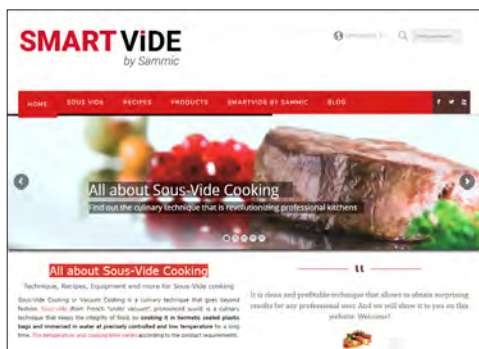 SMARTViDE
by Sammic
HOME SOUS VIDE RECIPES PRODUCTS SMARTVIDE BY SAMMIC BLOG
All about Sous-Vide Cooking
Find out the culinary technique that is revolutionizing professional kitchens
All about Sous-Vide Cooking
Technique, Recipes, Equipment and more for Sous-Vide cooking
Sous-Vide Cooking or Vacuum Cooking is a culinary technique that goes beyond
fashion. Sous-vide (from French "under vacuum", pronounced su:vid) is a culinary
technique that keeps the integrity of food, by cooking it in hermetic sealed plastic
bags and immersed in water at precisely controlled and low temperature for a long
time. The temperature and cooking time varies according to the product requirements.
It is clean and profitable technique that allows to obtain surprising
results for any professional user. And we will show it to you on this
website. Welcome!